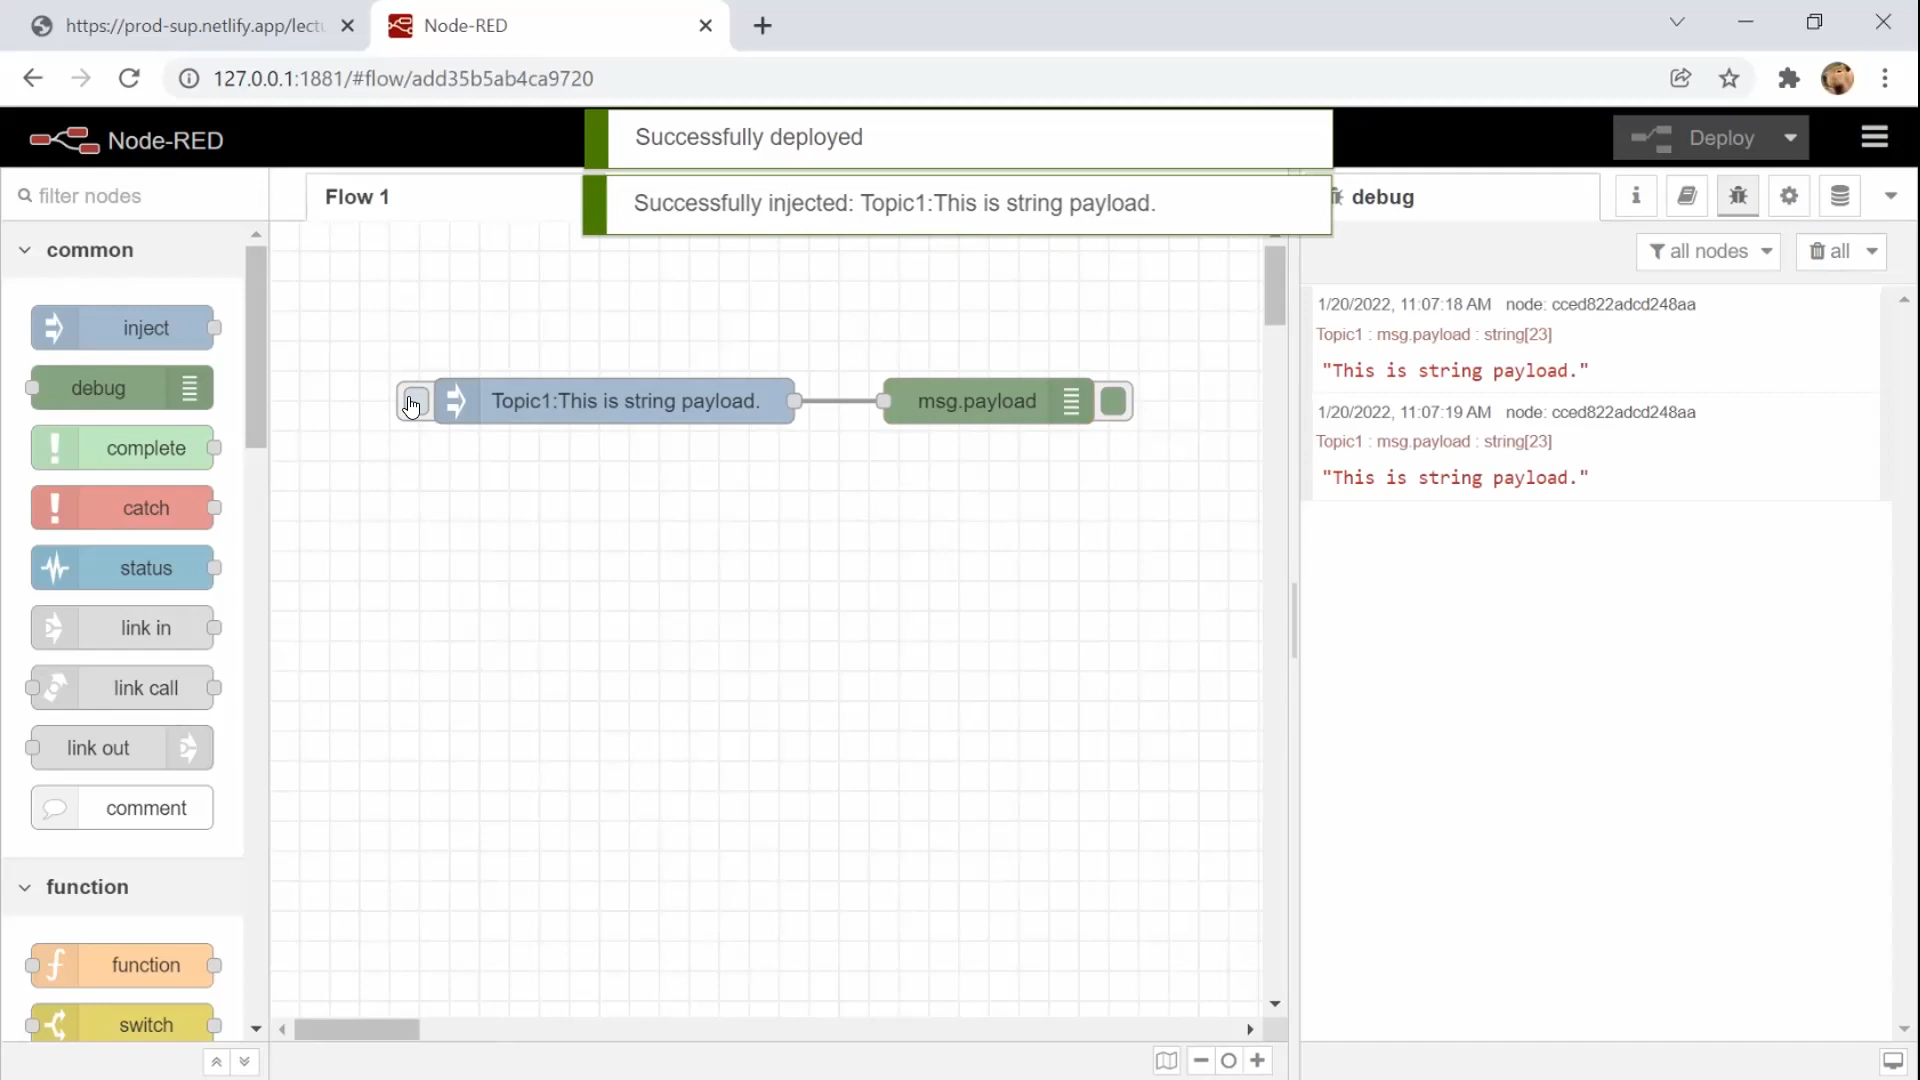 https://prod-sup.netlify.app/lectu
Node-RED
127.0.0.1:1881/#flow/add35b5ab4ca9720
Node-RED
Successfully deployed
Deploy
Successfully injected: Topic1:This is string payload.
filter nodes
Flow 1
debug
common
all nodes
all
inject
debug
complete
catch
status
link in
link call
link out
comment
function
function
switch
Topic1:This is string payload.
msg.payload
1/20/2022, 11:07:18 AM node: cced822adcd248aa
Topic1 : msg.payload : string[23]
"This is string payload."
1/20/2022, 11:07:19 AM node: cced822adcd248aa
Topic1 : msg.payload : string[23]
"This is string payload."